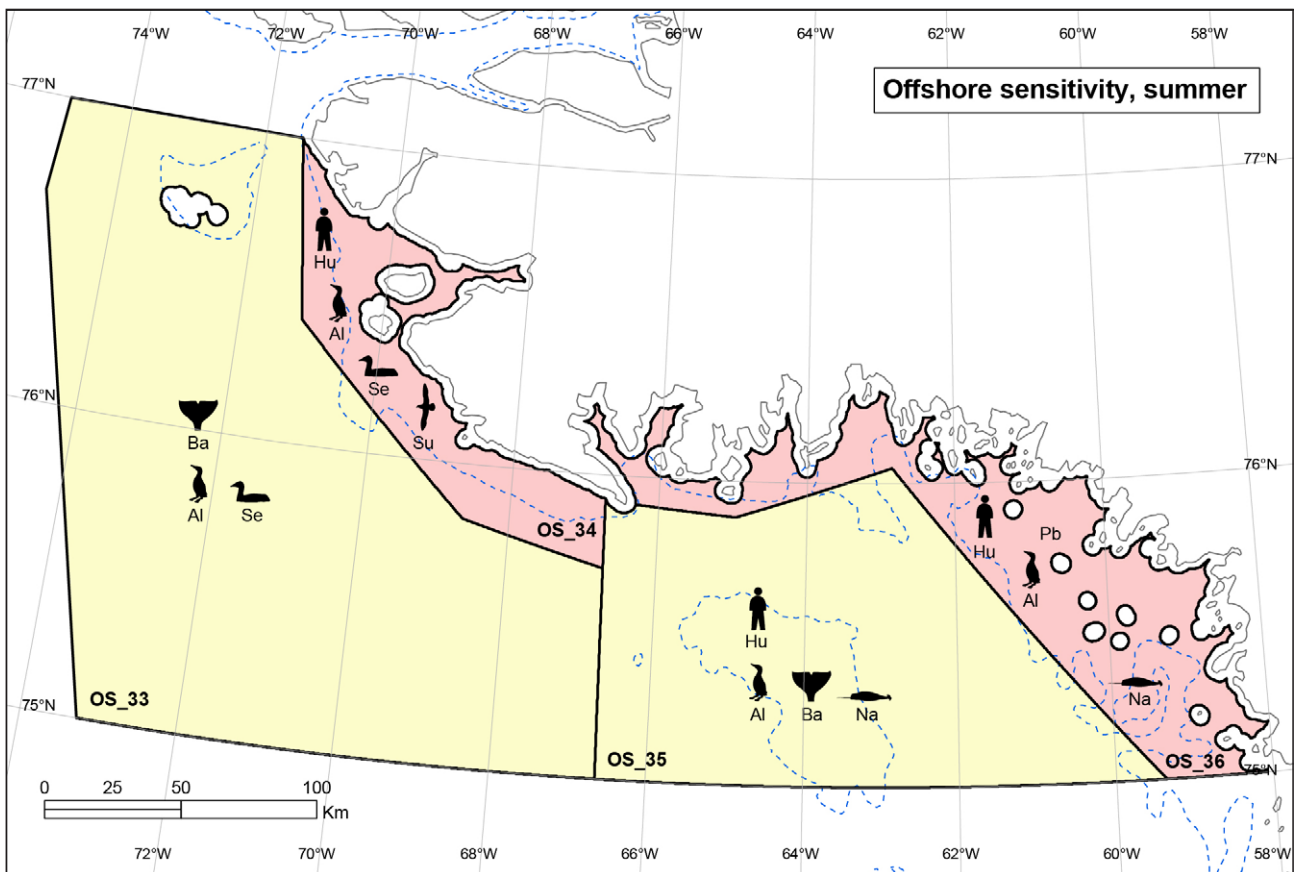 74°W 72°W 70°W 68°W 66°W 64°W 62°W 60°W 58°W
77°N
Offshore sensitivity, summer
77°N
Hu
Al
Se
76°N
Su
Ba
76°N
Al Se
OS_34
Hu
Pb
Al
Hu
75°N
OS_33
Al Ba Na
Na
OS_35
OS_36
75°N
0 25 50 100
Km
72°W 70°W 68°W 66°W 64°W 62°W 60°W 58°W